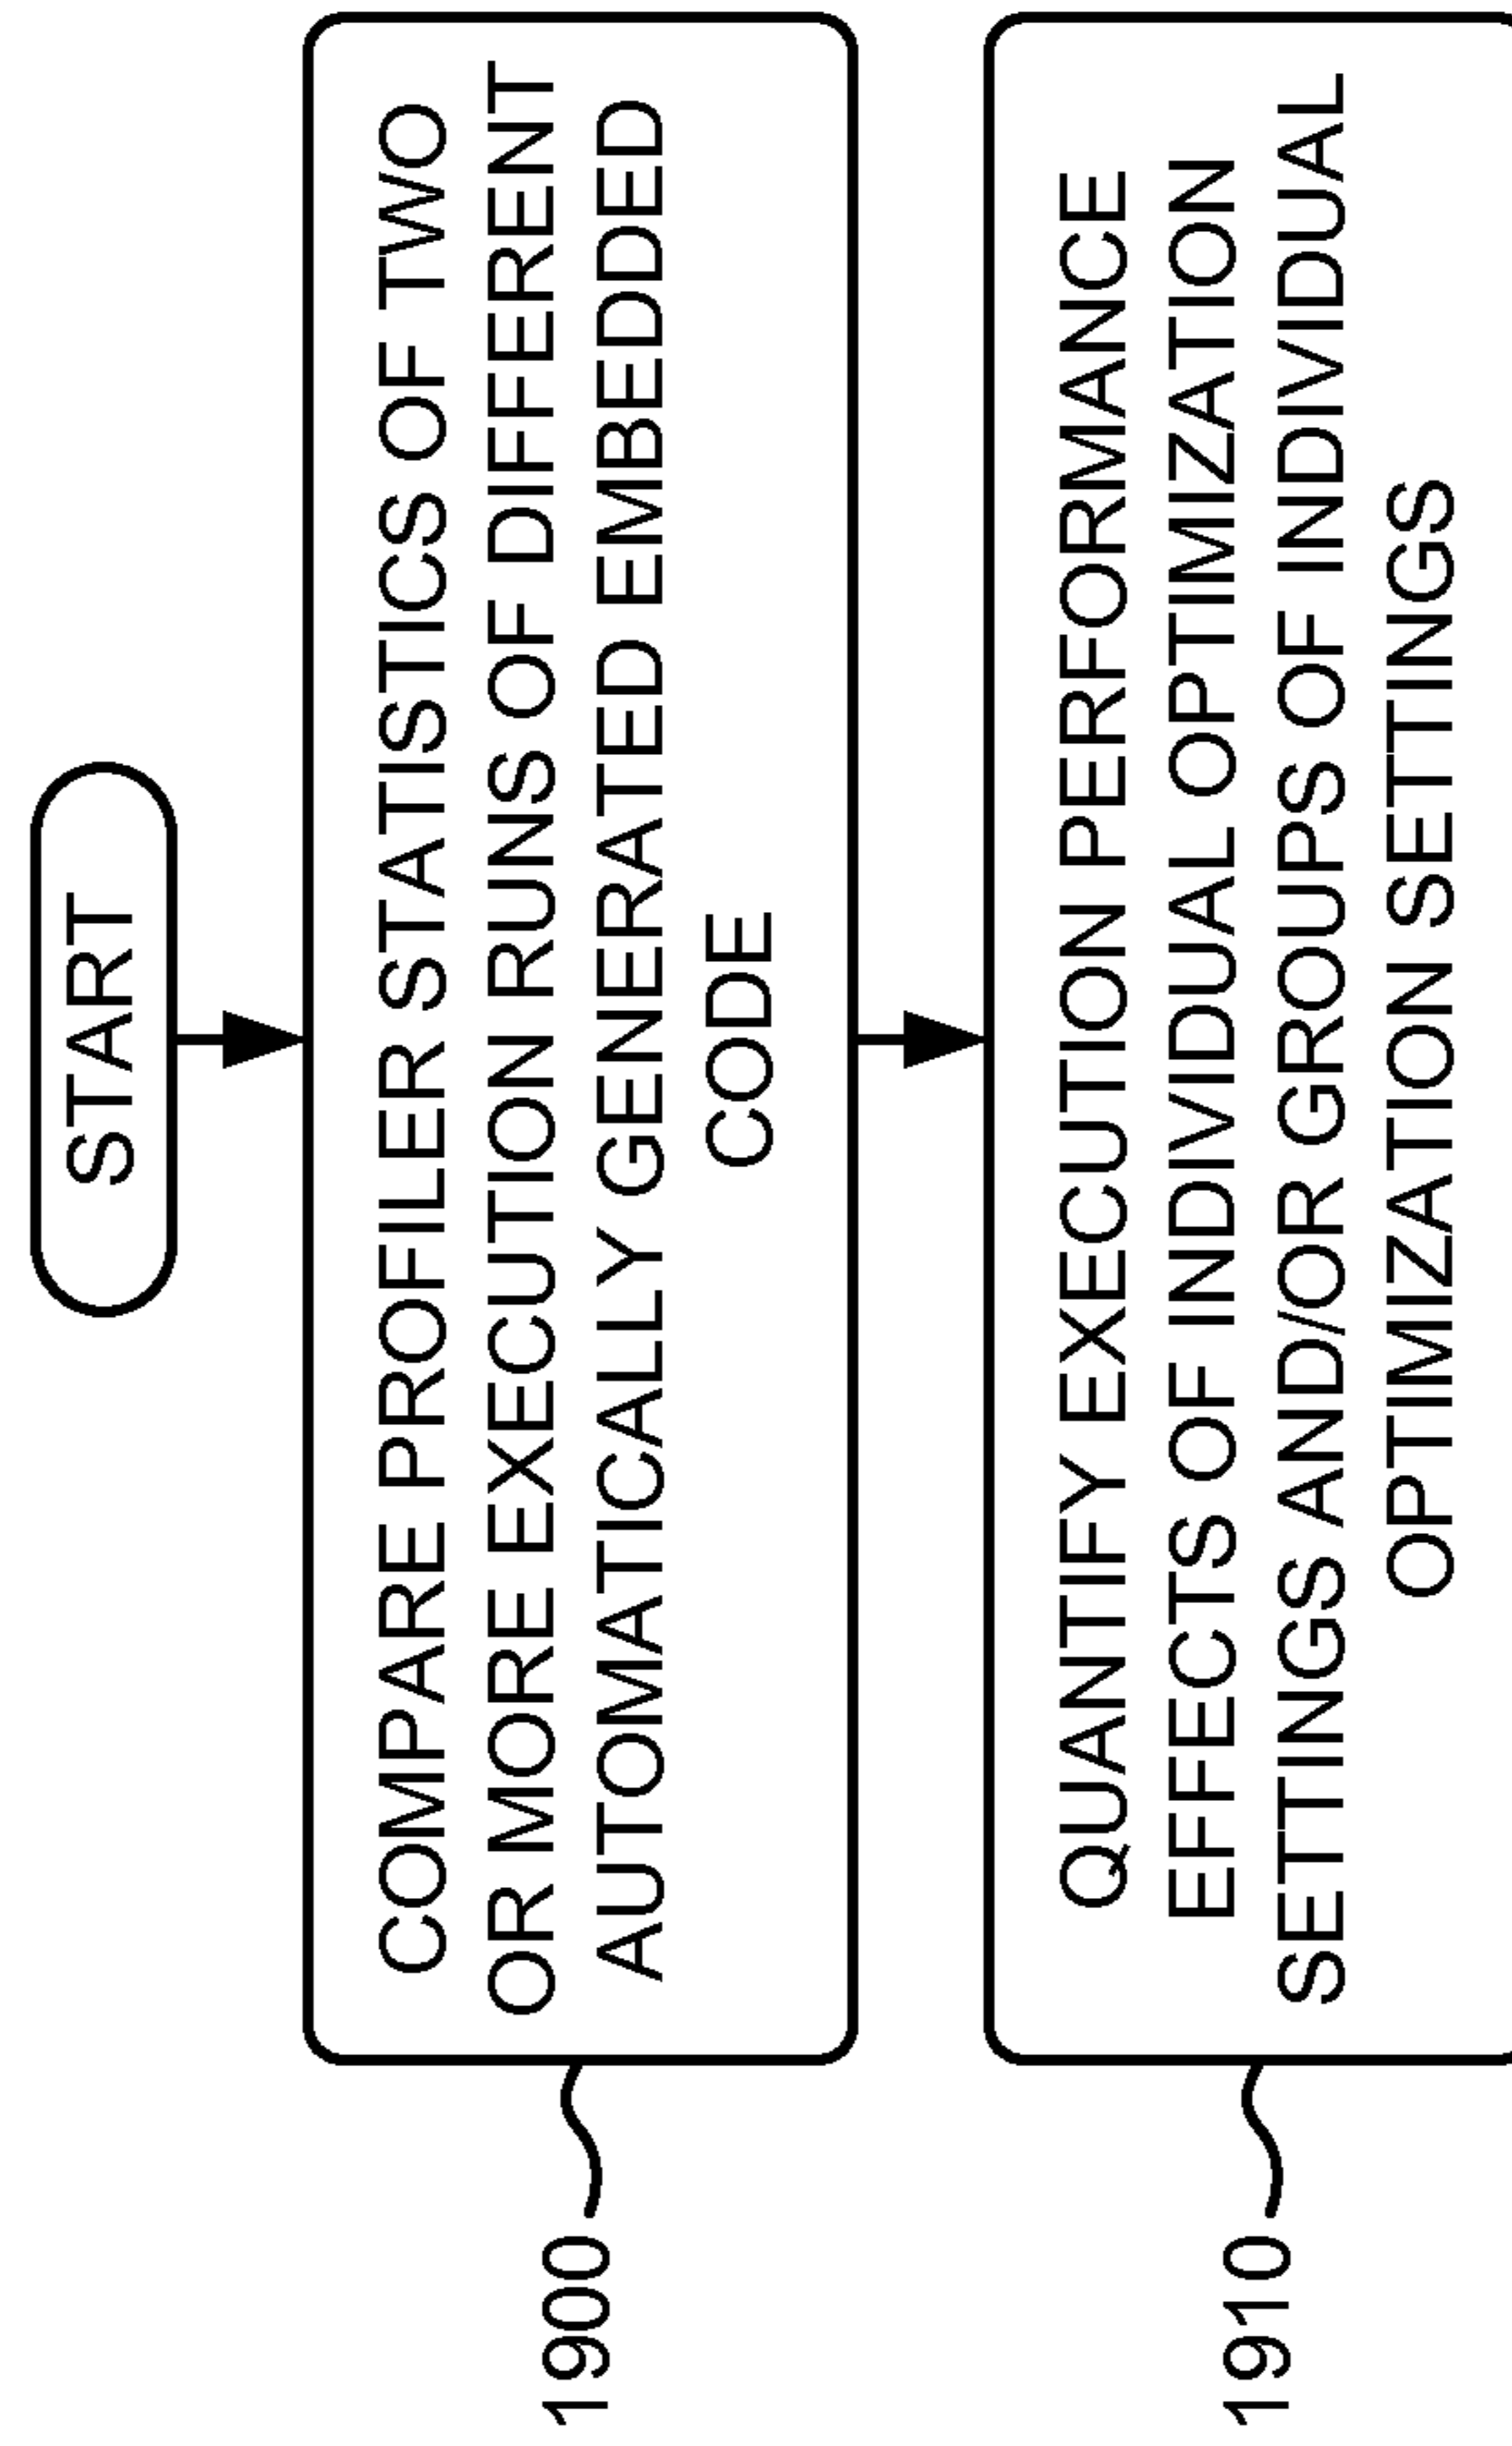 START
COMPARE PROFILER STATISTICS OF TWO
OR MORE EXECUTION RUNS OF DIFFERENT
AUTOMATICALLY GENERATED EMBEDDED
CODE
1900
QUANTIFY EXECUTION PERFORMANCE
EFFECTS OF INDIVIDUAL OPTIMIZATION
SETTINGS AND/OR GROUPS OF INDIVIDUAL
OPTIMIZATION SETTINGS
1910